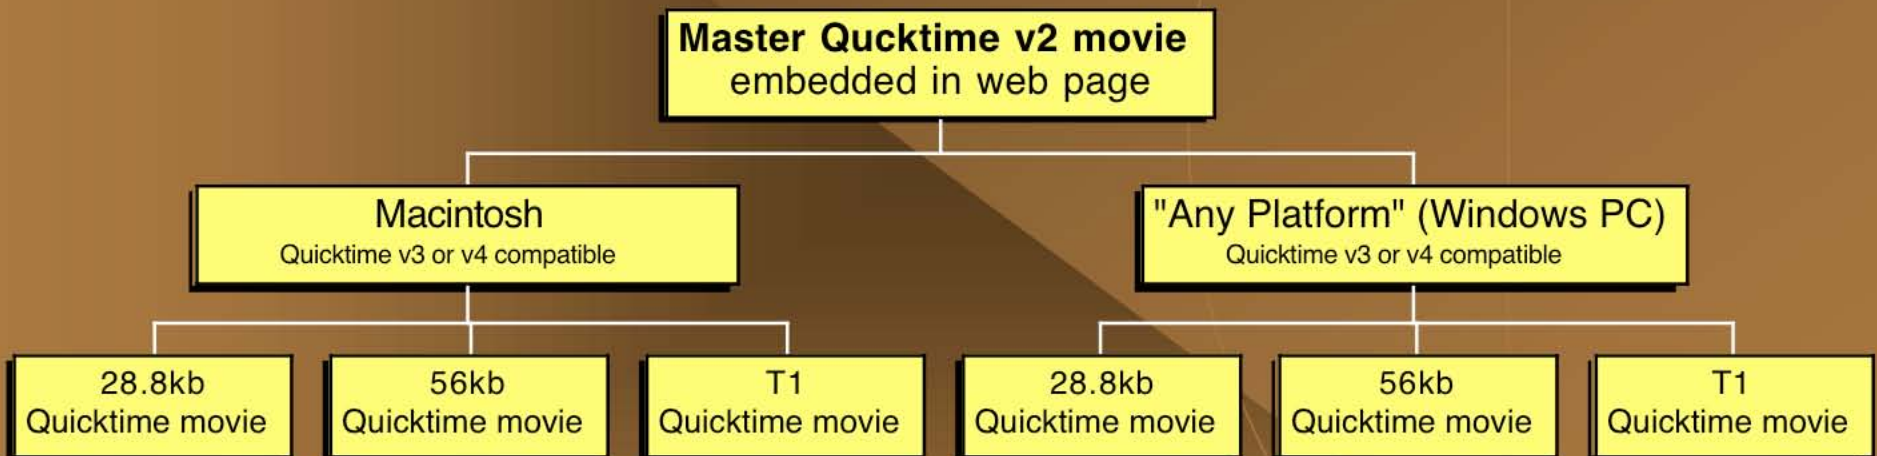 Master Qucktime v2 movie
embedded in web page
Macintosh
Quicktime v3 or v4 compatible
"Any Platform" (Windows PC)
Quicktime v3 or v4 compatible
28.8kb
Quicktime movie
56kb
Quicktime movie
T1
Quicktime movie
28.8kb
Quicktime movie
56kb
Quicktime movie
T1
Quicktime movie